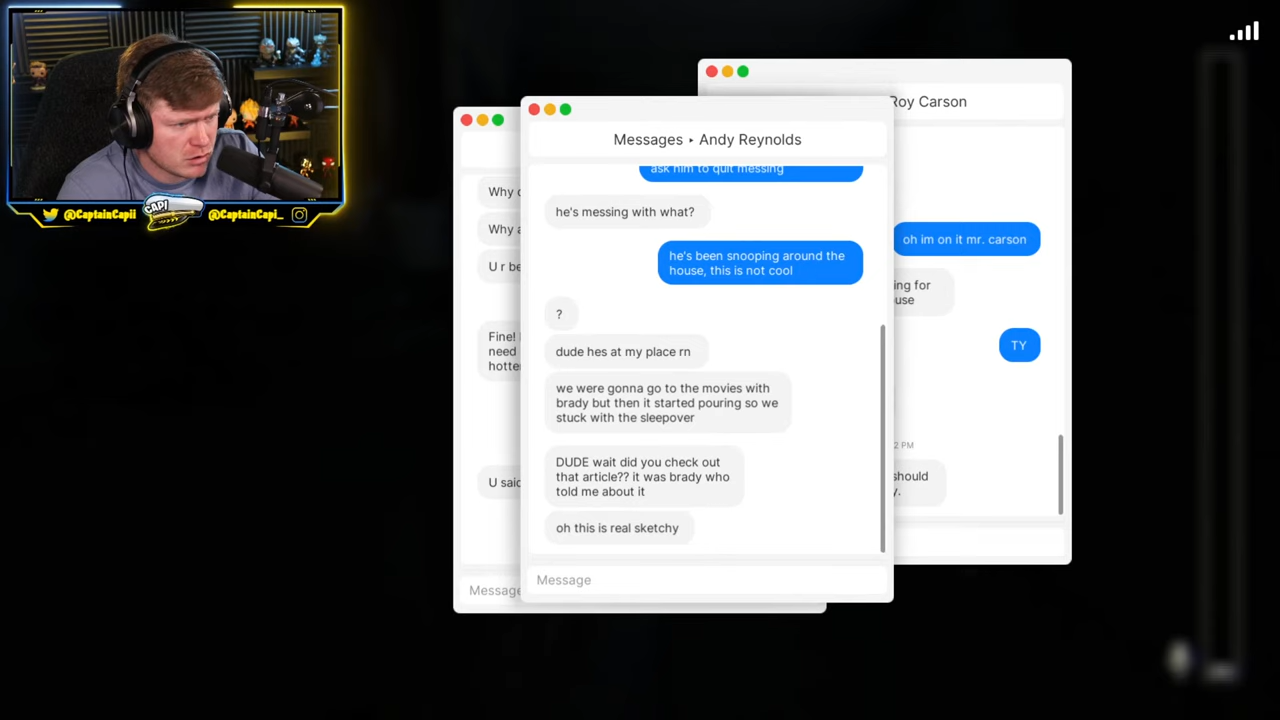 @CaptainCapii
CAPI
@CaptainCapi_
Why
Why a
U r be
Fine!
need
hotte
U said
Message
Messages ▸ Andy Reynolds
ask him to quit messing
he's messing with what?
he's been snooping around the
house, this is not cool
?
dude hes at my place rn
we were gonna go to the movies with
brady but then it started pouring so we
stuck with the sleepover
DUDE wait did you check out
that article?? it was brady who
told me about it
oh this is real sketchy
Message
Roy Carson
oh im on it mr. carson
ing for
use
TY
2 PM
should
y.